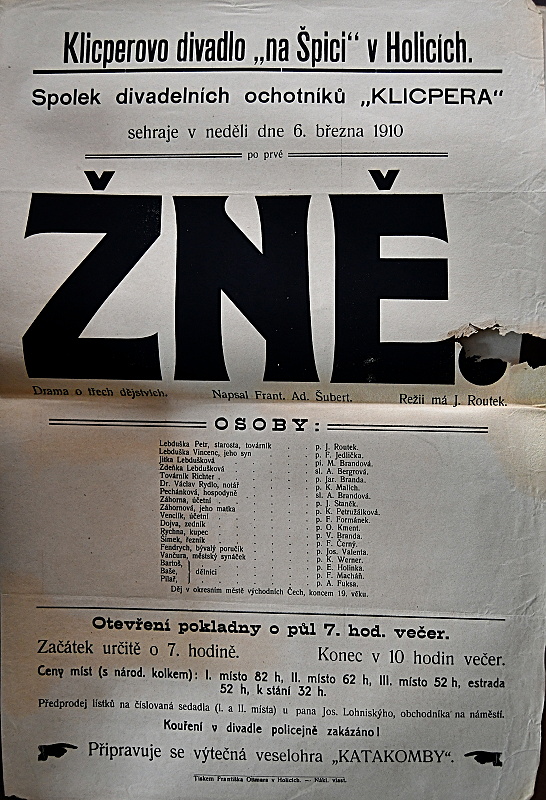 Klicperovo divadlo „na Špici“ v Holicích.
Spolek divadelních ochotníků „KLICPERA“
sehraje v neděli dne 6. března 1910
po prvé
ŽNĚ.
Drama o třech dějstvích. Napsal Frant. Ad. Šubert. Režii má J. Routek.
OSOBY:
Lebduška Petr, starosta, továrník . . p. J. Routek.
Lebduška Vincenc, jeho syn . . p. F. Jedlička.
Jitka Lebdušková . . pí. M. Brandová.
Zdeňka Lebdušková . . sl. A. Bergrová.
Továrník Richter . . p. Jar. Branda.
Dr. Václav Rydlo, notář . . p. K. Malich.
Pechánková, hospodyně . . sl. A. Brandová.
Záhorna, účetní . . p. J. Staněk.
Záhornová, jeho matka . . p. K. Petružálková.
Venclík, účetní . . p. F. Formánek.
Dojva, zedník . . p. O. Kment.
Rychna, kupec . . p. V. Branda.
Šimek, řezník . . p. F. Černý.
Fendrych, bývalý poručík . . p. Jos. Valenta.
Vančura, městský synáček . . p. K. Werner.
Bartoš, . . p. E. Holinka.
Baše, dělníci . . p. F. Macháň.
Pilař, . . p. A. Fuksa.
Děj v okresním městě východních Čech, koncem 19. věku.
Otevření pokladny o půl 7. hod. večer.
Začátek určitě o 7. hodině. Konec v 10 hodin večer.
Ceny míst (s národ. kolkem): I. místo 82 h, II. místo 62 h, III. místo 52 h, estrada
52 h, k stání 32 h.
Předprodej lístků na číslovaná sedadla (I. a II. místa) u pana Jos. Lohniského, obchodníka na náměstí.
Kouření v divadle policejně zakázáno!
Připravuje se výtečná veselohra „KATAKOMBY“.
Tiskem Františka Oltmara v Holicích. — Nákl. vlast.